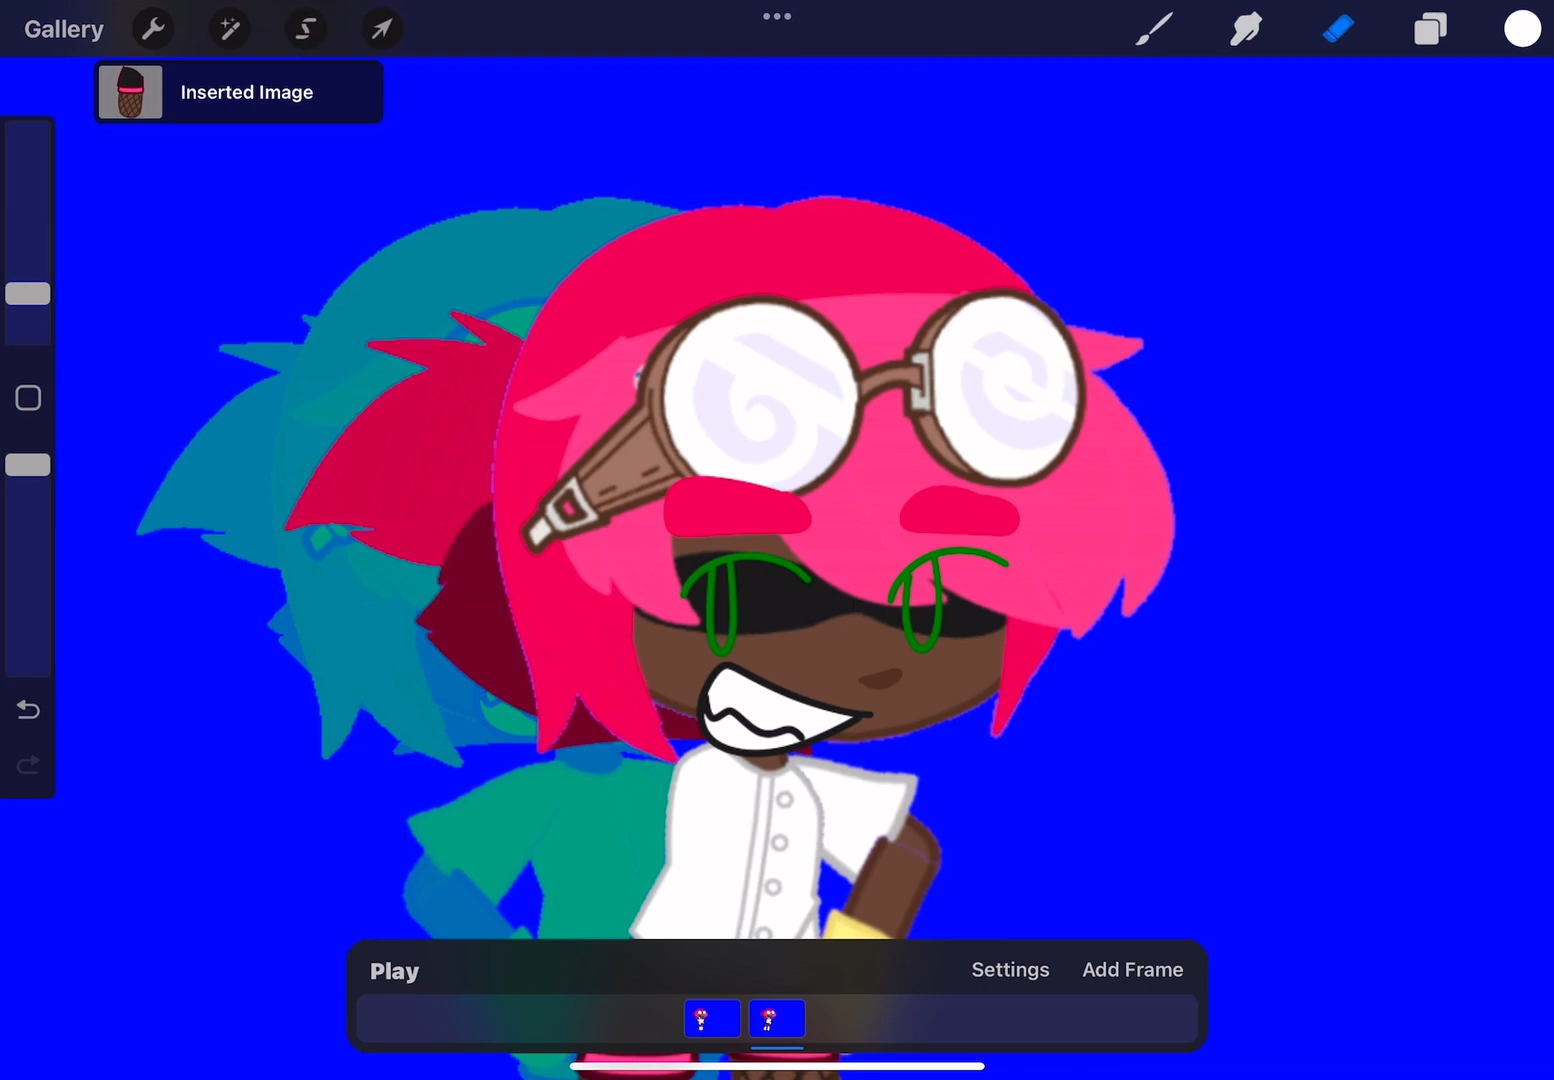 Gallery
Inserted Image
Play
Settings
Add Frame